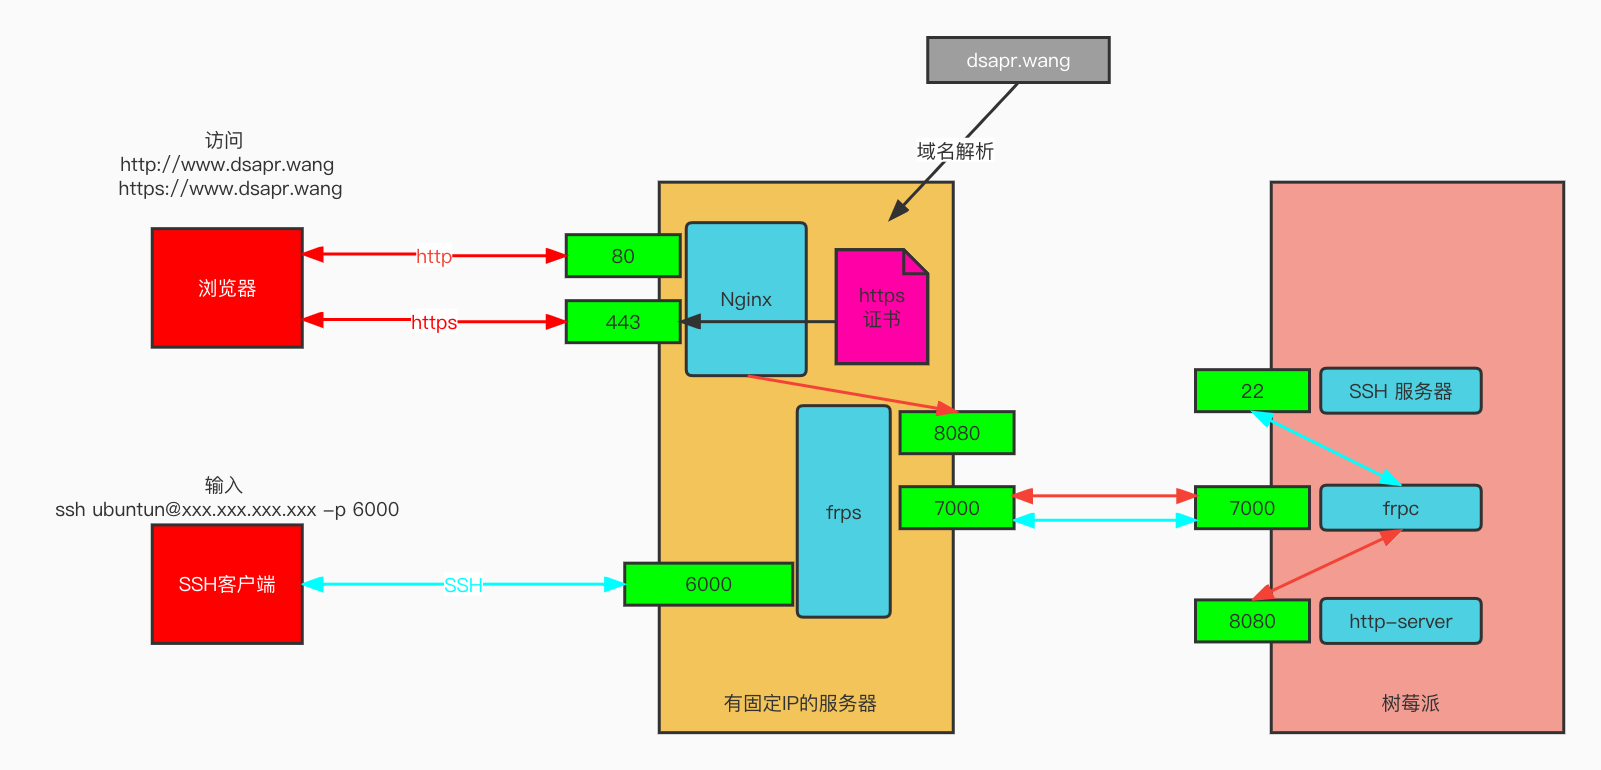 dsapr.wang
域名解析
访问
http://www.dsapr.wang
https://www.dsapr.wang
浏览器
http
https
80
443
Nginx
https
证书
8080
7000
frps
6000
有固定IP的服务器
输入
ssh ubuntun@xxx.xxx.xxx.xxx -p 6000
SSH客户端
SSH
22
SSH 服务器
7000
frpc
8080
http-server
树莓派